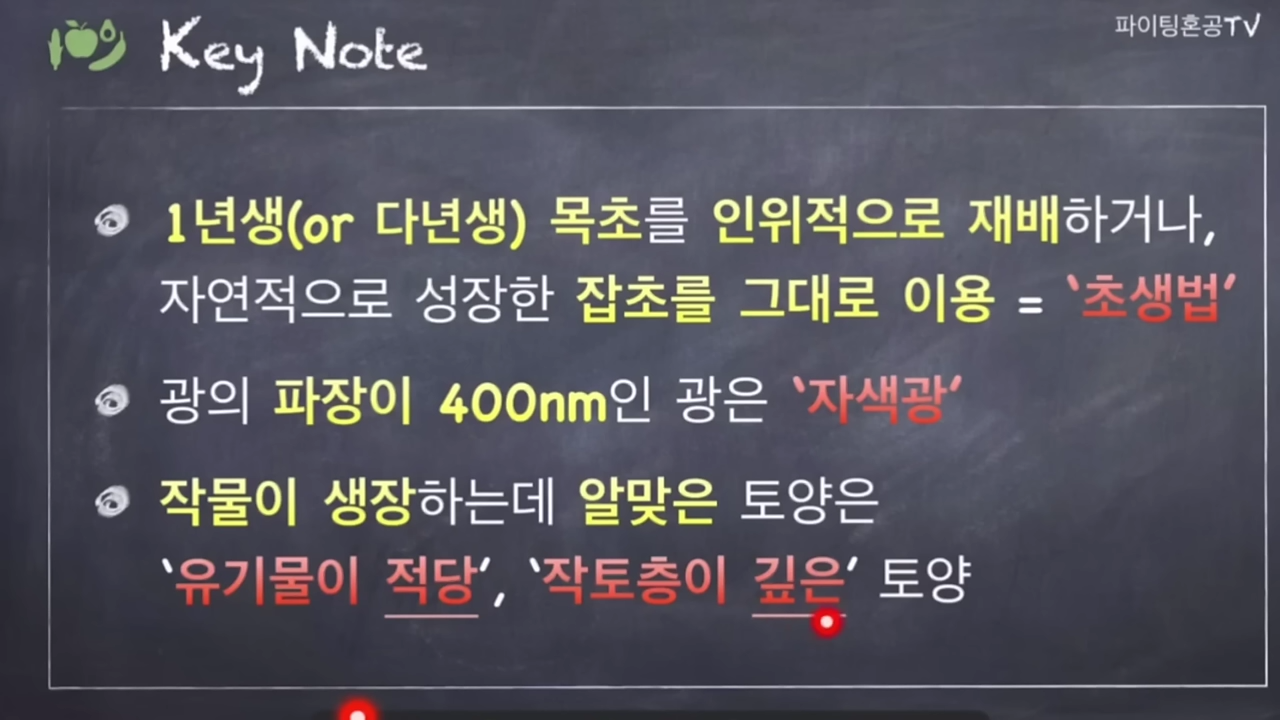 Key Note
파이팅혼공TV
1년생(or 다년생) 목초를 인위적으로 재배하거나,
자연적으로 성장한 잡초를 그대로 이용 = '초생법'
광의 파장이 400nm인 광은 '자색광'
작물이 생장하는데 알맞은 토양은
'유기물이 적당', '작토층이 깊은' 토양